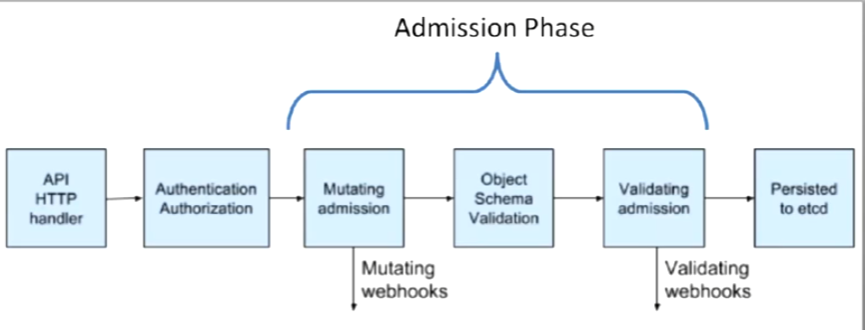 Admission Phase
API
HTTP
handler
Authentication
Authorization
Mutating
admission
Object
Schema
Validation
Validating
admission
Persisted
to etcd
Mutating
webhooks
Validating
webhooks